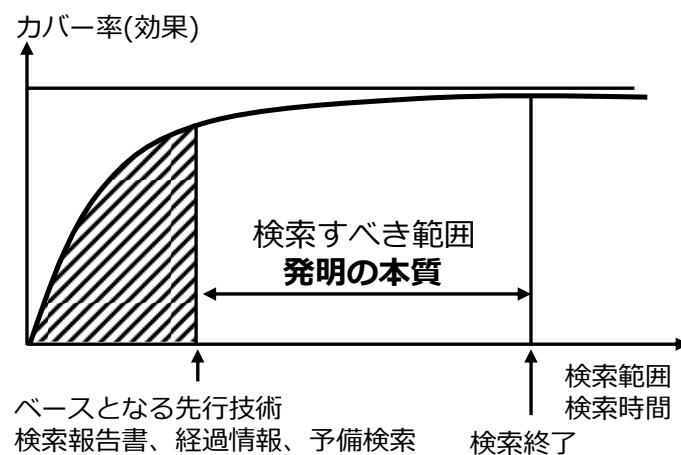 カバー率(効果)
検索すべき範囲
発明の本質
検索範囲
検索時間
ベースとなる先行技術
検索報告書、経過情報、予備検索
検索終了